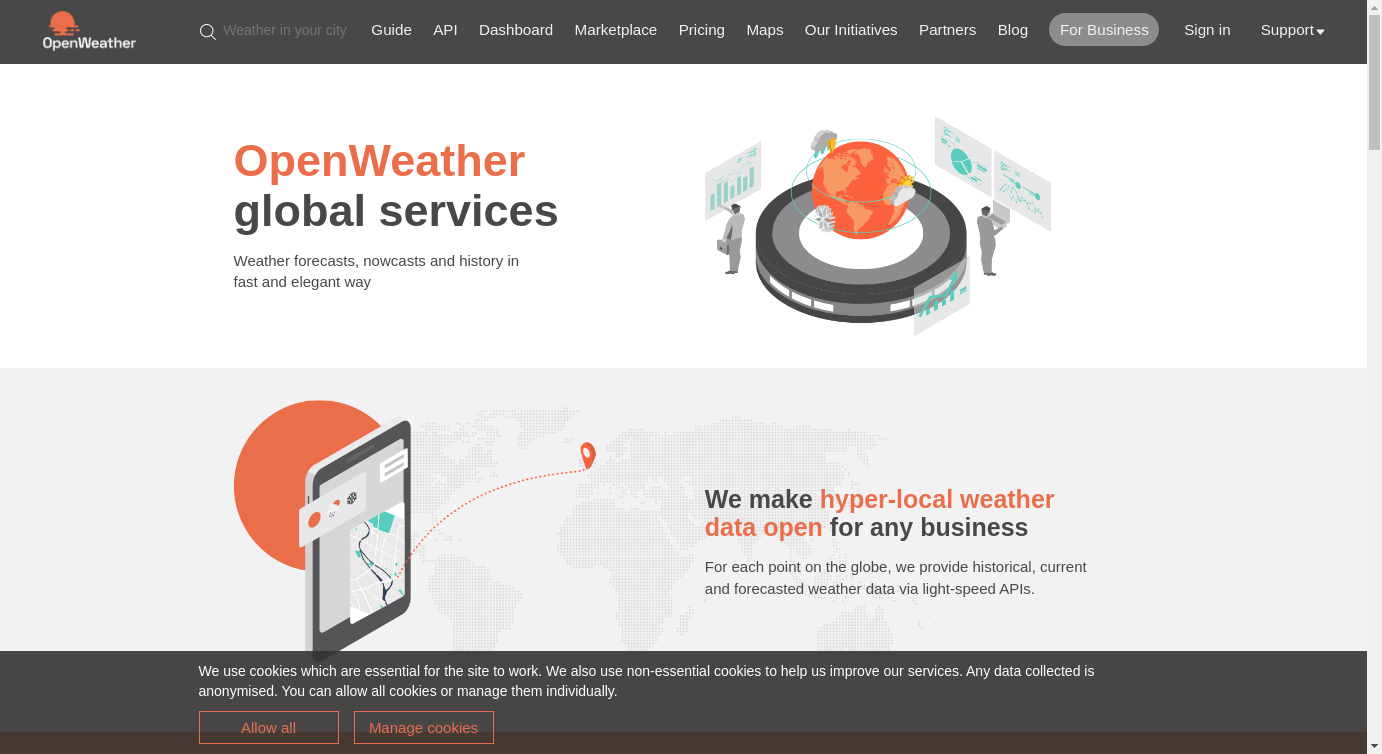 OpenWeather
Weather in your city
Guide
API
Dashboard
Marketplace
Pricing
Maps
Our Initiatives
Partners
Blog
For Business
Sign in
Support
OpenWeather
global services
Weather forecasts, nowcasts and history in
fast and elegant way
We make hyper-local weather
data open for any business
For each point on the globe, we provide historical, current
and forecasted weather data via light-speed APIs.
We use cookies which are essential for the site to work. We also use non-essential cookies to help us improve our services. Any data collected is
anonymised. You can allow all cookies or manage them individually.
Allow all
Manage cookies